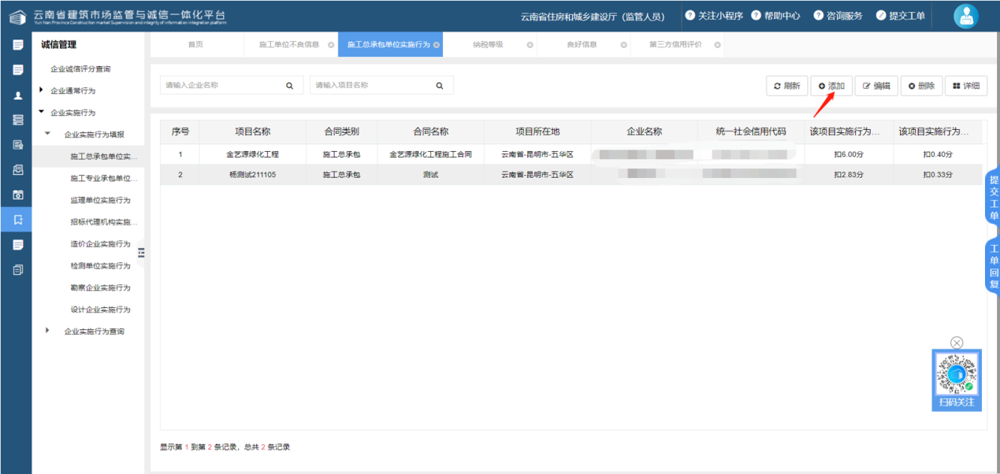 云南省建筑市场监管与诚信一体化平台
Yun Nan Province Construction market Supervision and integrity of information integration platform
云南省住房和城乡建设厅（监管人员）
关注小程序
帮助中心
咨询服务
提交工单
诚信管理
企业诚信评分查询
企业通常行为
企业实施行为
企业实施行为填报
施工总承包单位实...
施工专业承包单位...
监理单位实施行为
招标代理机构实施...
造价企业实施行为
检测单位实施行为
勘察企业实施行为
设计企业实施行为
企业实施行为查询
首页
施工单位不良信息
施工总承包单位实施行为
纳税等级
良好信息
第三方信用评价
请输入企业名称
请输入项目名称
刷新
添加
编辑
删除
详细
序号 项目名称 合同类别 合同名称 项目所在地 企业名称 统一社会信用代码 该项目实施行为... 该项目实施行为...
1 金艺源绿化工程 施工总承包 金艺源绿化工程施工合同 云南省-昆明市-五华区 扣6.00分 扣0.40分
2 杨测试211105 施工总承包 测试 云南省-昆明市-五华区 扣2.83分 扣0.33分
显示第 1 到第 2 条记录，总共 2 条记录
提交工单
工单回复
扫码关注